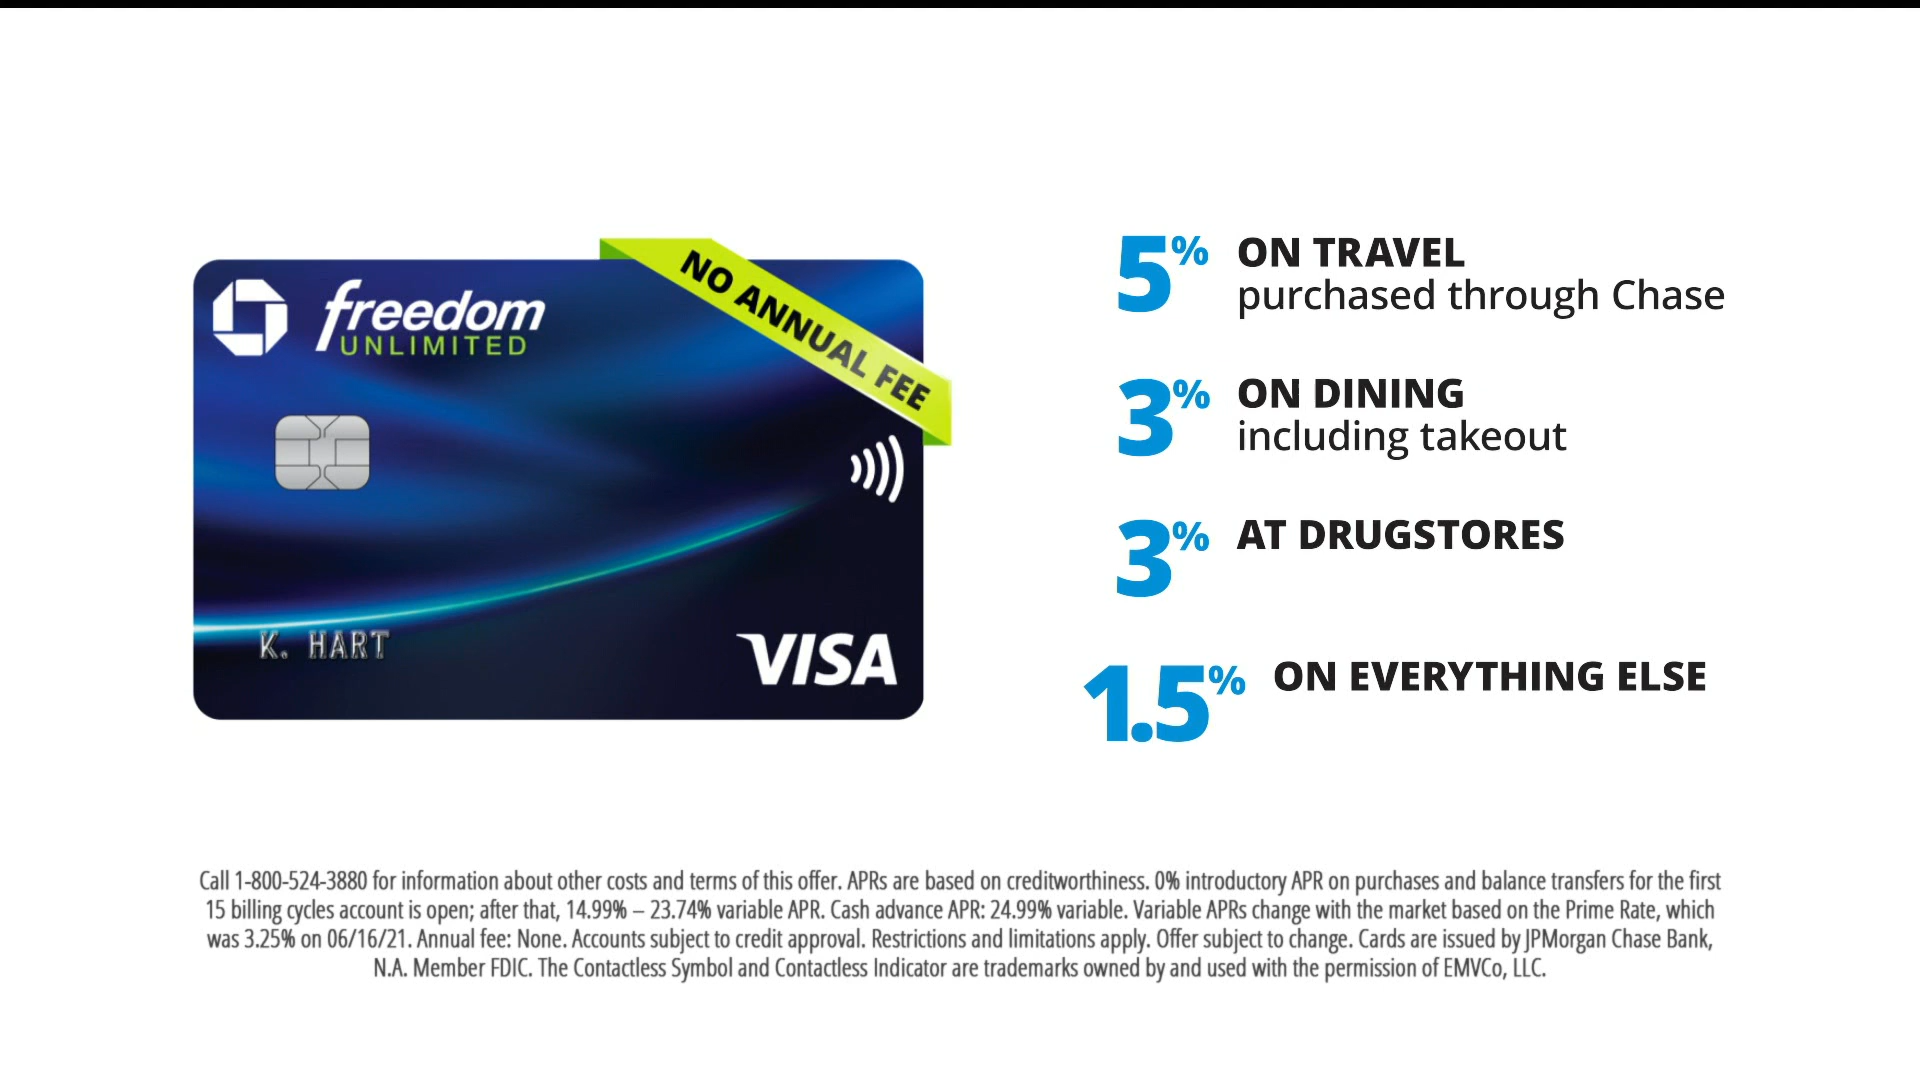 freedom
UNLIMITED
NO ANNUAL FEE
K. HART
VISA
5% ON TRAVEL
purchased through Chase
3% ON DINING
including takeout
3% AT DRUGSTORES
1.5% ON EVERYTHING ELSE
Call 1-800-524-3880 for information about other costs and terms of this offer. APRs are based on creditworthiness. 0% introductory APR on purchases and balance transfers for the first
15 billing cycles account is open; after that, 14.99% – 23.74% variable APR. Cash advance APR: 24.99% variable. Variable APRs change with the market based on the Prime Rate, which
was 3.25% on 06/16/21. Annual fee: None. Accounts subject to credit approval. Restrictions and limitations apply. Offer subject to change. Cards are issued by JPMorgan Chase Bank,
N.A. Member FDIC. The Contactless Symbol and Contactless Indicator are trademarks owned by and used with the permission of EMVCo, LLC.